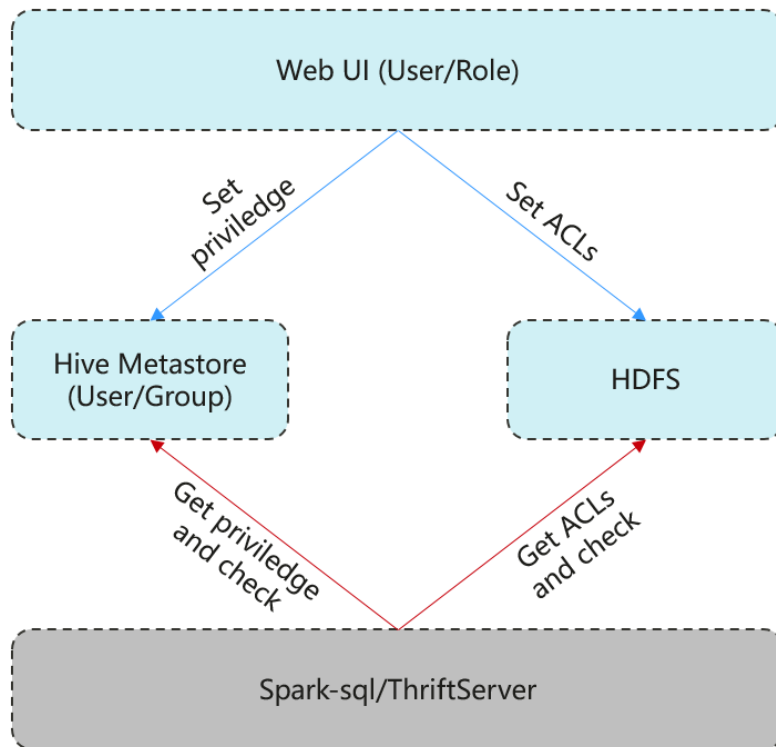 Web UI (User/Role)
Set
priviledge
Set ACLs
Hive Metastore
(User/Group)
HDFS
Get priviledge
and check
Get ACLs
and check
Spark-sql/ThriftServer